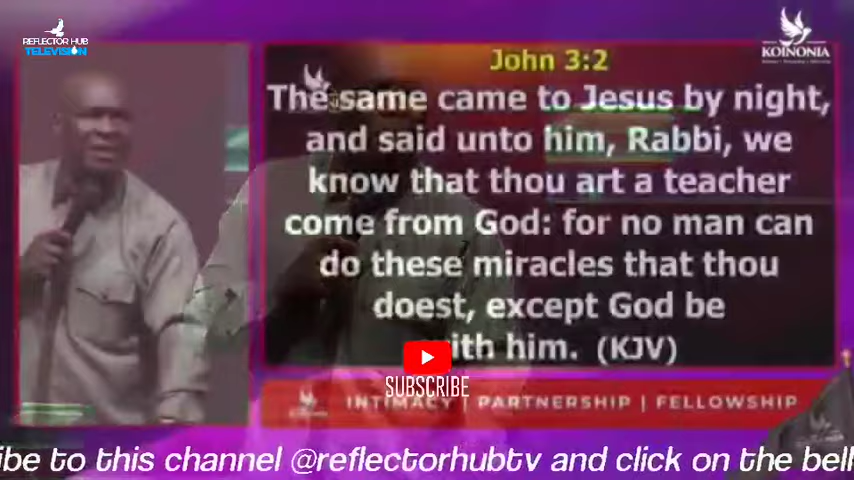 REFLECTOR HUB
TELEVISION
KOINONIA
John 3:2
The same came to Jesus by night,
and said unto him, Rabbi, we
know that thou art a teacher
come from God: for no man can
do these miracles that thou
doest, except God be
ith him. (KJV)
SUBSCRIBE
INTIMACY | PARTNERSHIP | FELLOWSHIP
ibe to this channel @reflectorhubtv and click on the bell